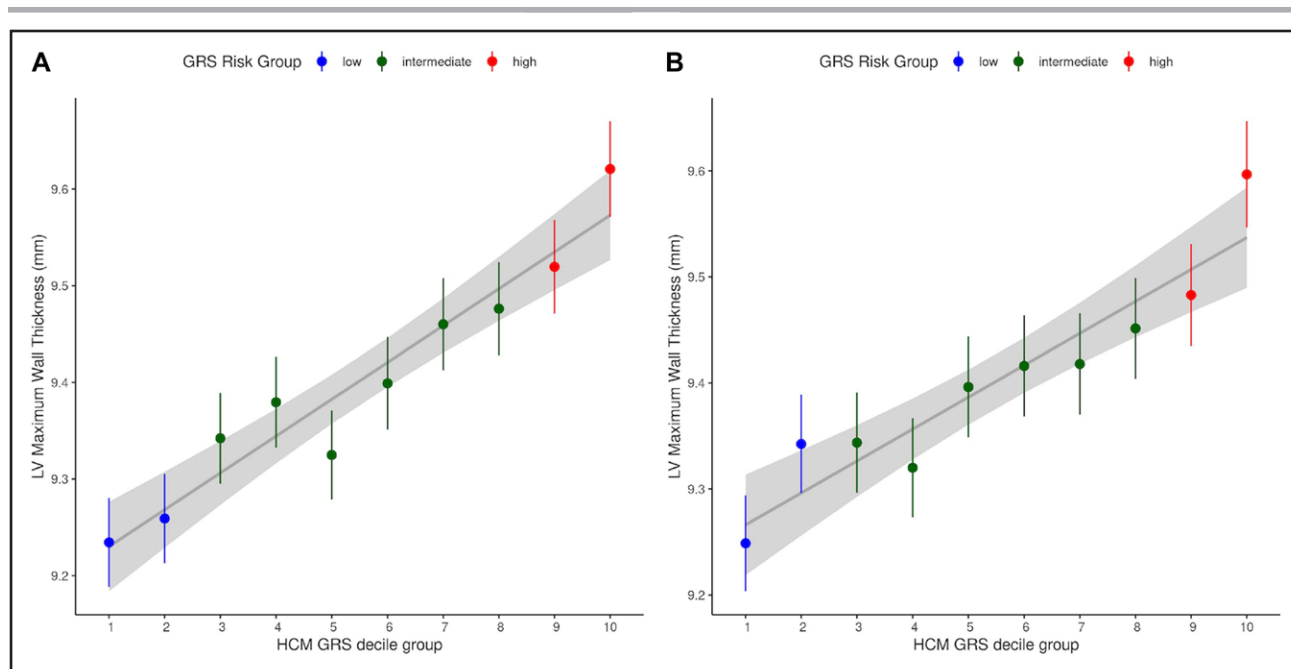 A
GRS Risk Group low intermediate high
LV Maximum Wall Thickness (mm)
9.6
9.5
9.4
9.3
9.2
1 2 3 4 5 6 7 8 9 10
HCM GRS decile group
B
GRS Risk Group low intermediate high
LV Maximum Wall Thickness (mm)
9.6
9.5
9.4
9.3
9.2
1 2 3 4 5 6 7 8 9 10
HCM GRS decile group